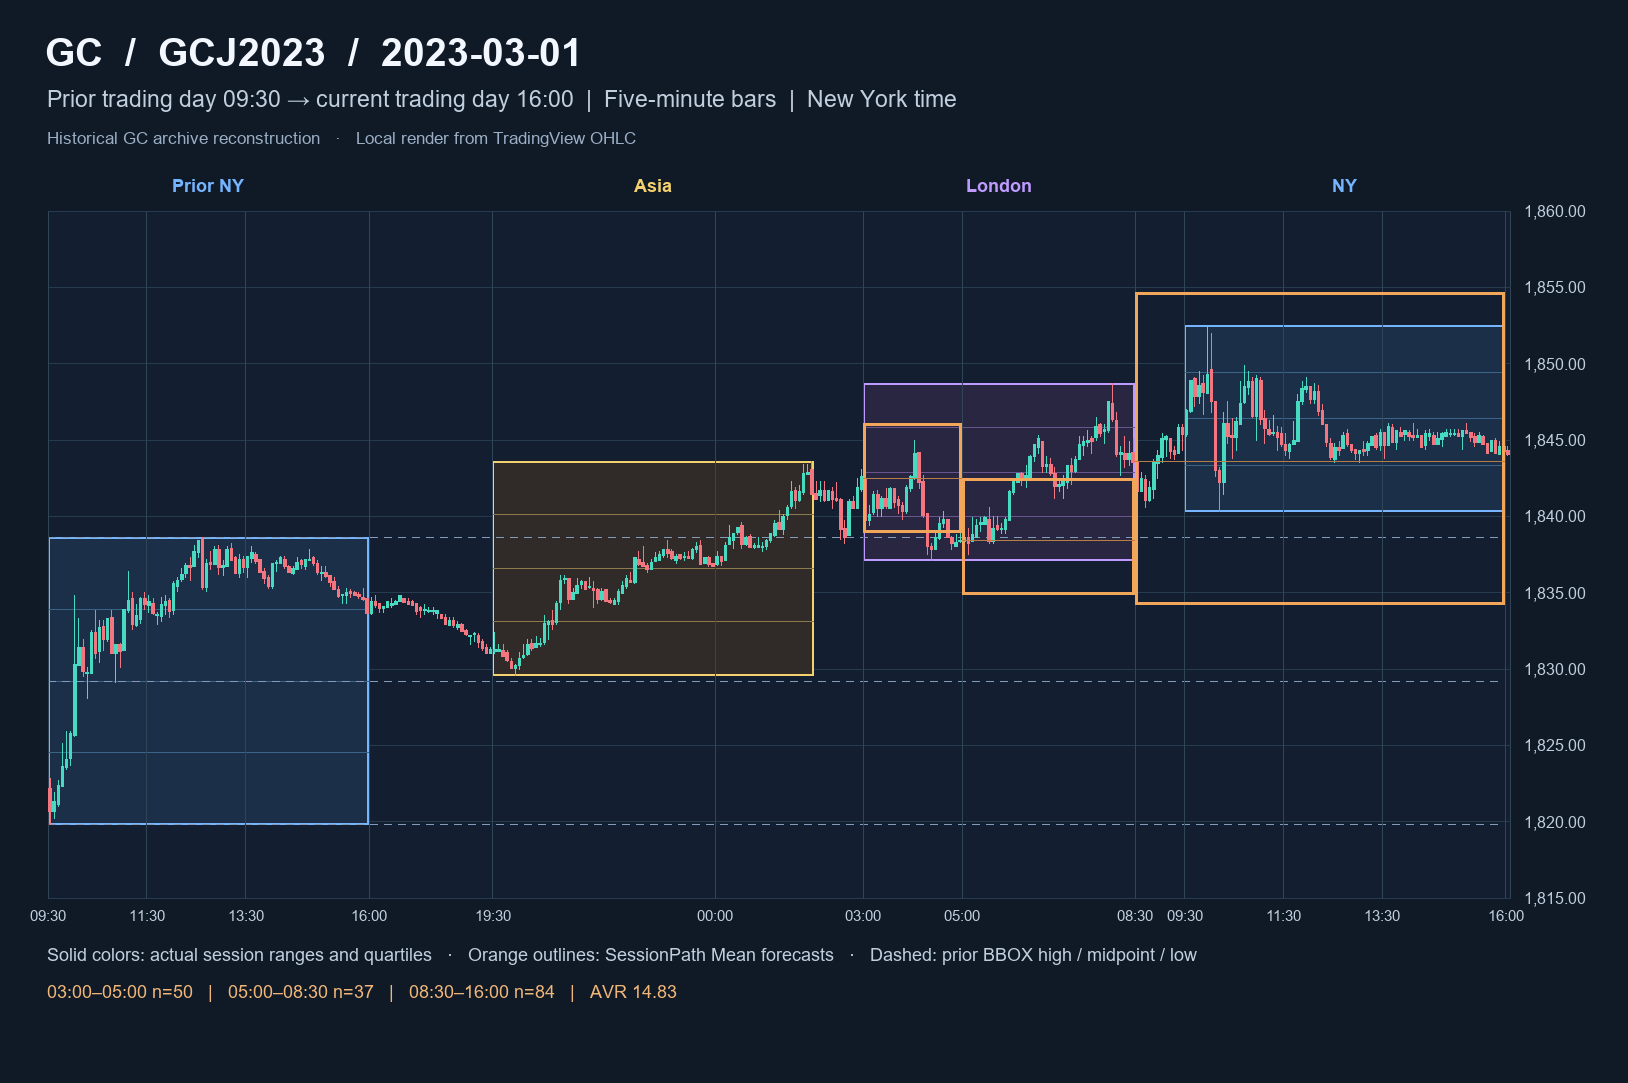 GC / GCJ2023 / 2023-03-01
Prior trading day 09:30 → current trading day 16:00 | Five-minute bars | New York time
Historical GC archive reconstruction · Local render from TradingView OHLC
Prior NY Asia London NY
1,860.00
1,855.00
1,850.00
1,845.00
1,840.00
1,835.00
1,830.00
1,825.00
1,820.00
1,815.00
09:30 11:30 13:30 16:00 19:30 00:00 03:00 05:00 08:30 09:30 11:30 13:30 16:00
Solid colors: actual session ranges and quartiles · Orange outlines: SessionPath Mean forecasts · Dashed: prior BBOX high / midpoint / low
03:00–05:00 n=50 | 05:00–08:30 n=37 | 08:30–16:00 n=84 | AVR 14.83